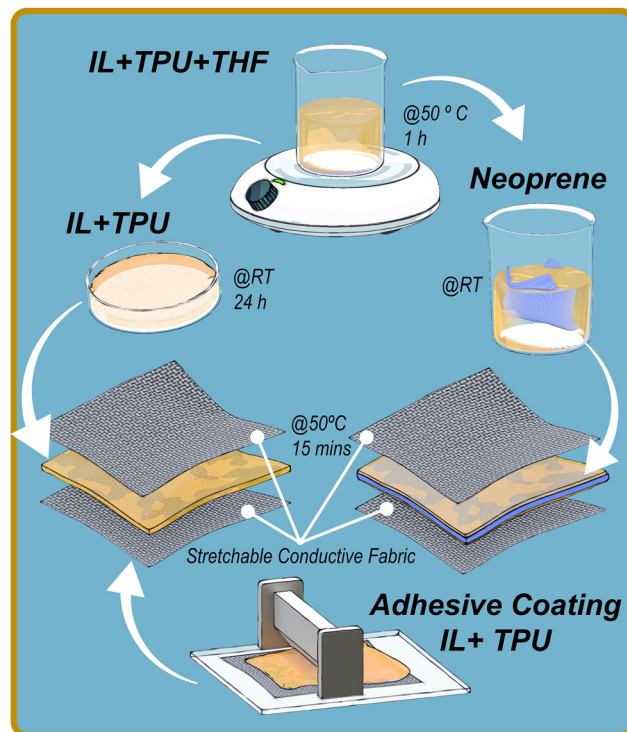 IL+TPU+THF
@50 º C
1 h
Neoprene
IL+TPU
@RT
24 h
@RT
@50ºC
15 mins
Stretchable Conductive Fabric
Adhesive Coating
IL+ TPU